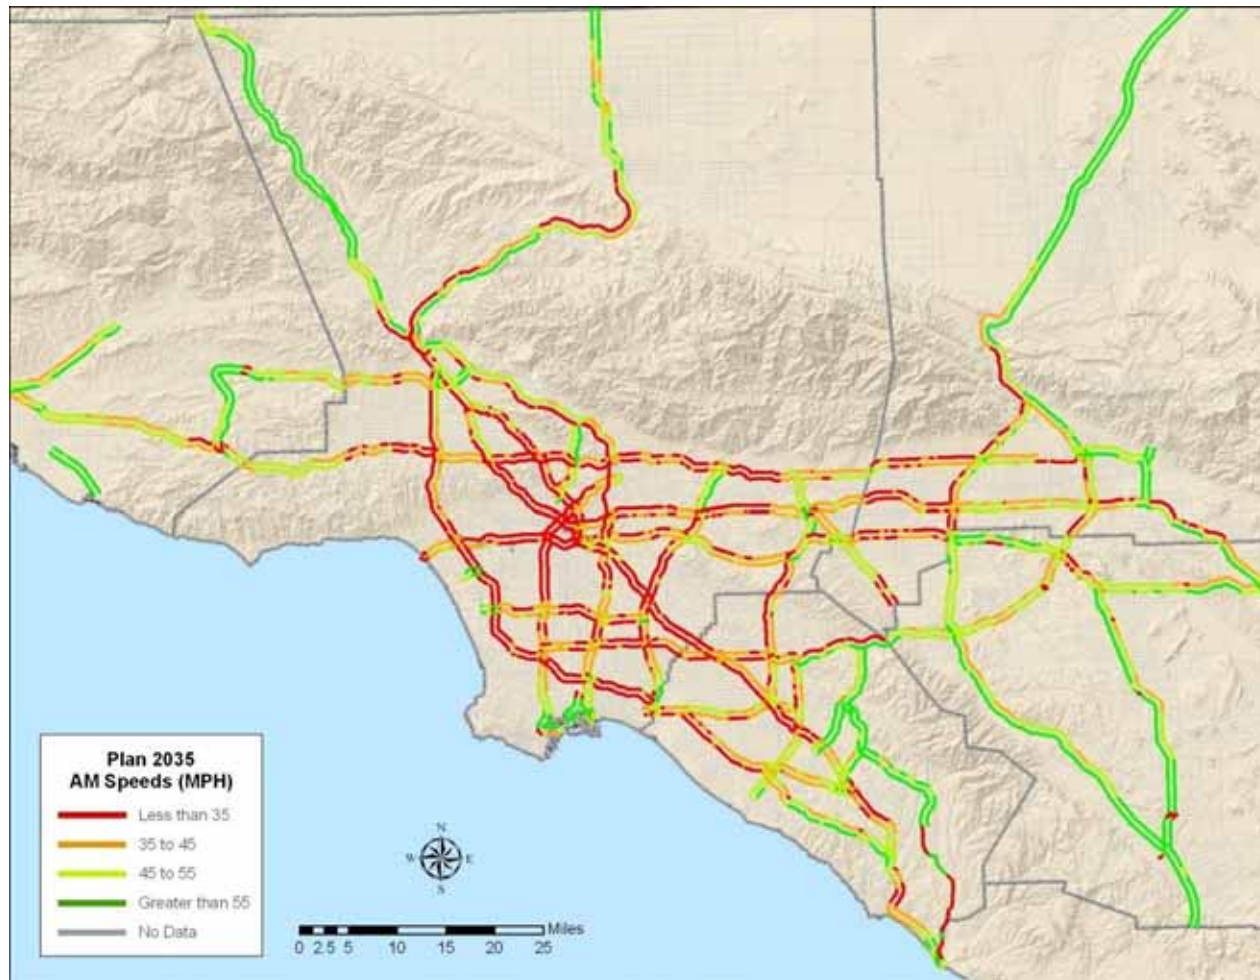 Plan 2035
AM Speeds (MPH)
Less than 35
35 to 45
45 to 55
Greater than 55
No Data
N
W E
S
Miles
0 2.5 5 10 15 20 25